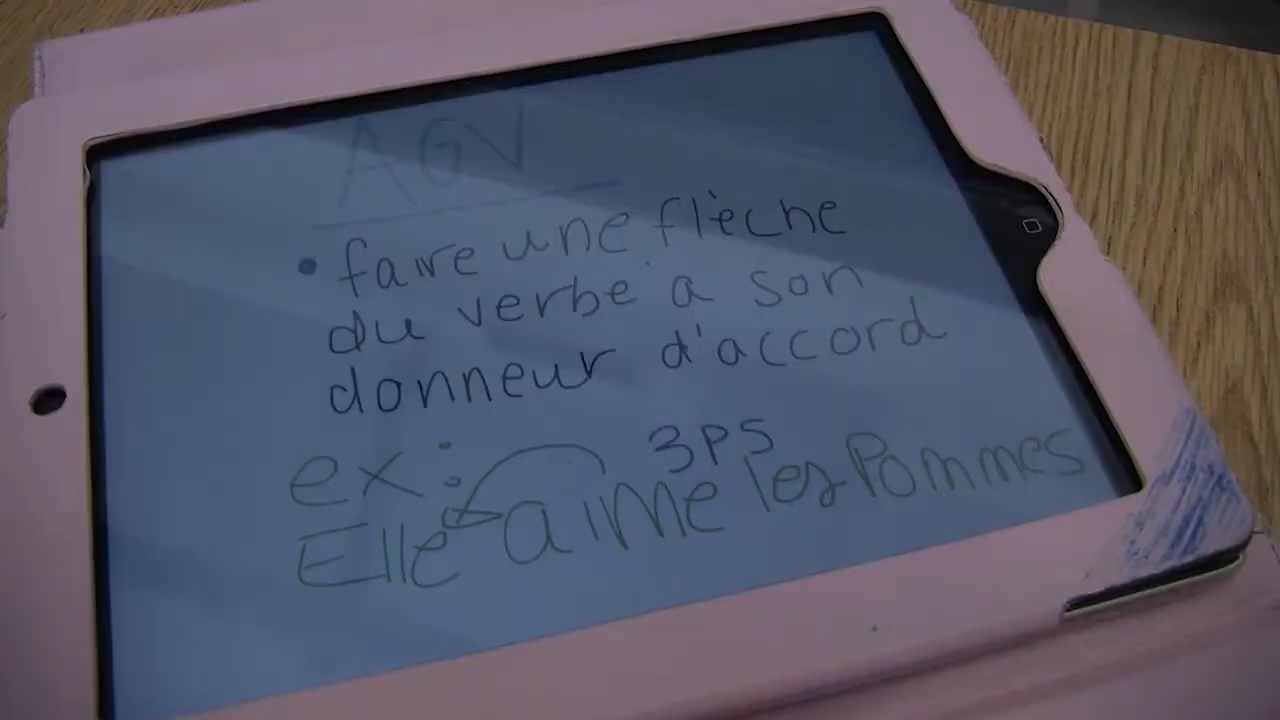 AGV
• faire une flèche
du verbe à son
donneur d'accord
ex:
3PS
Elle aime les Pommes